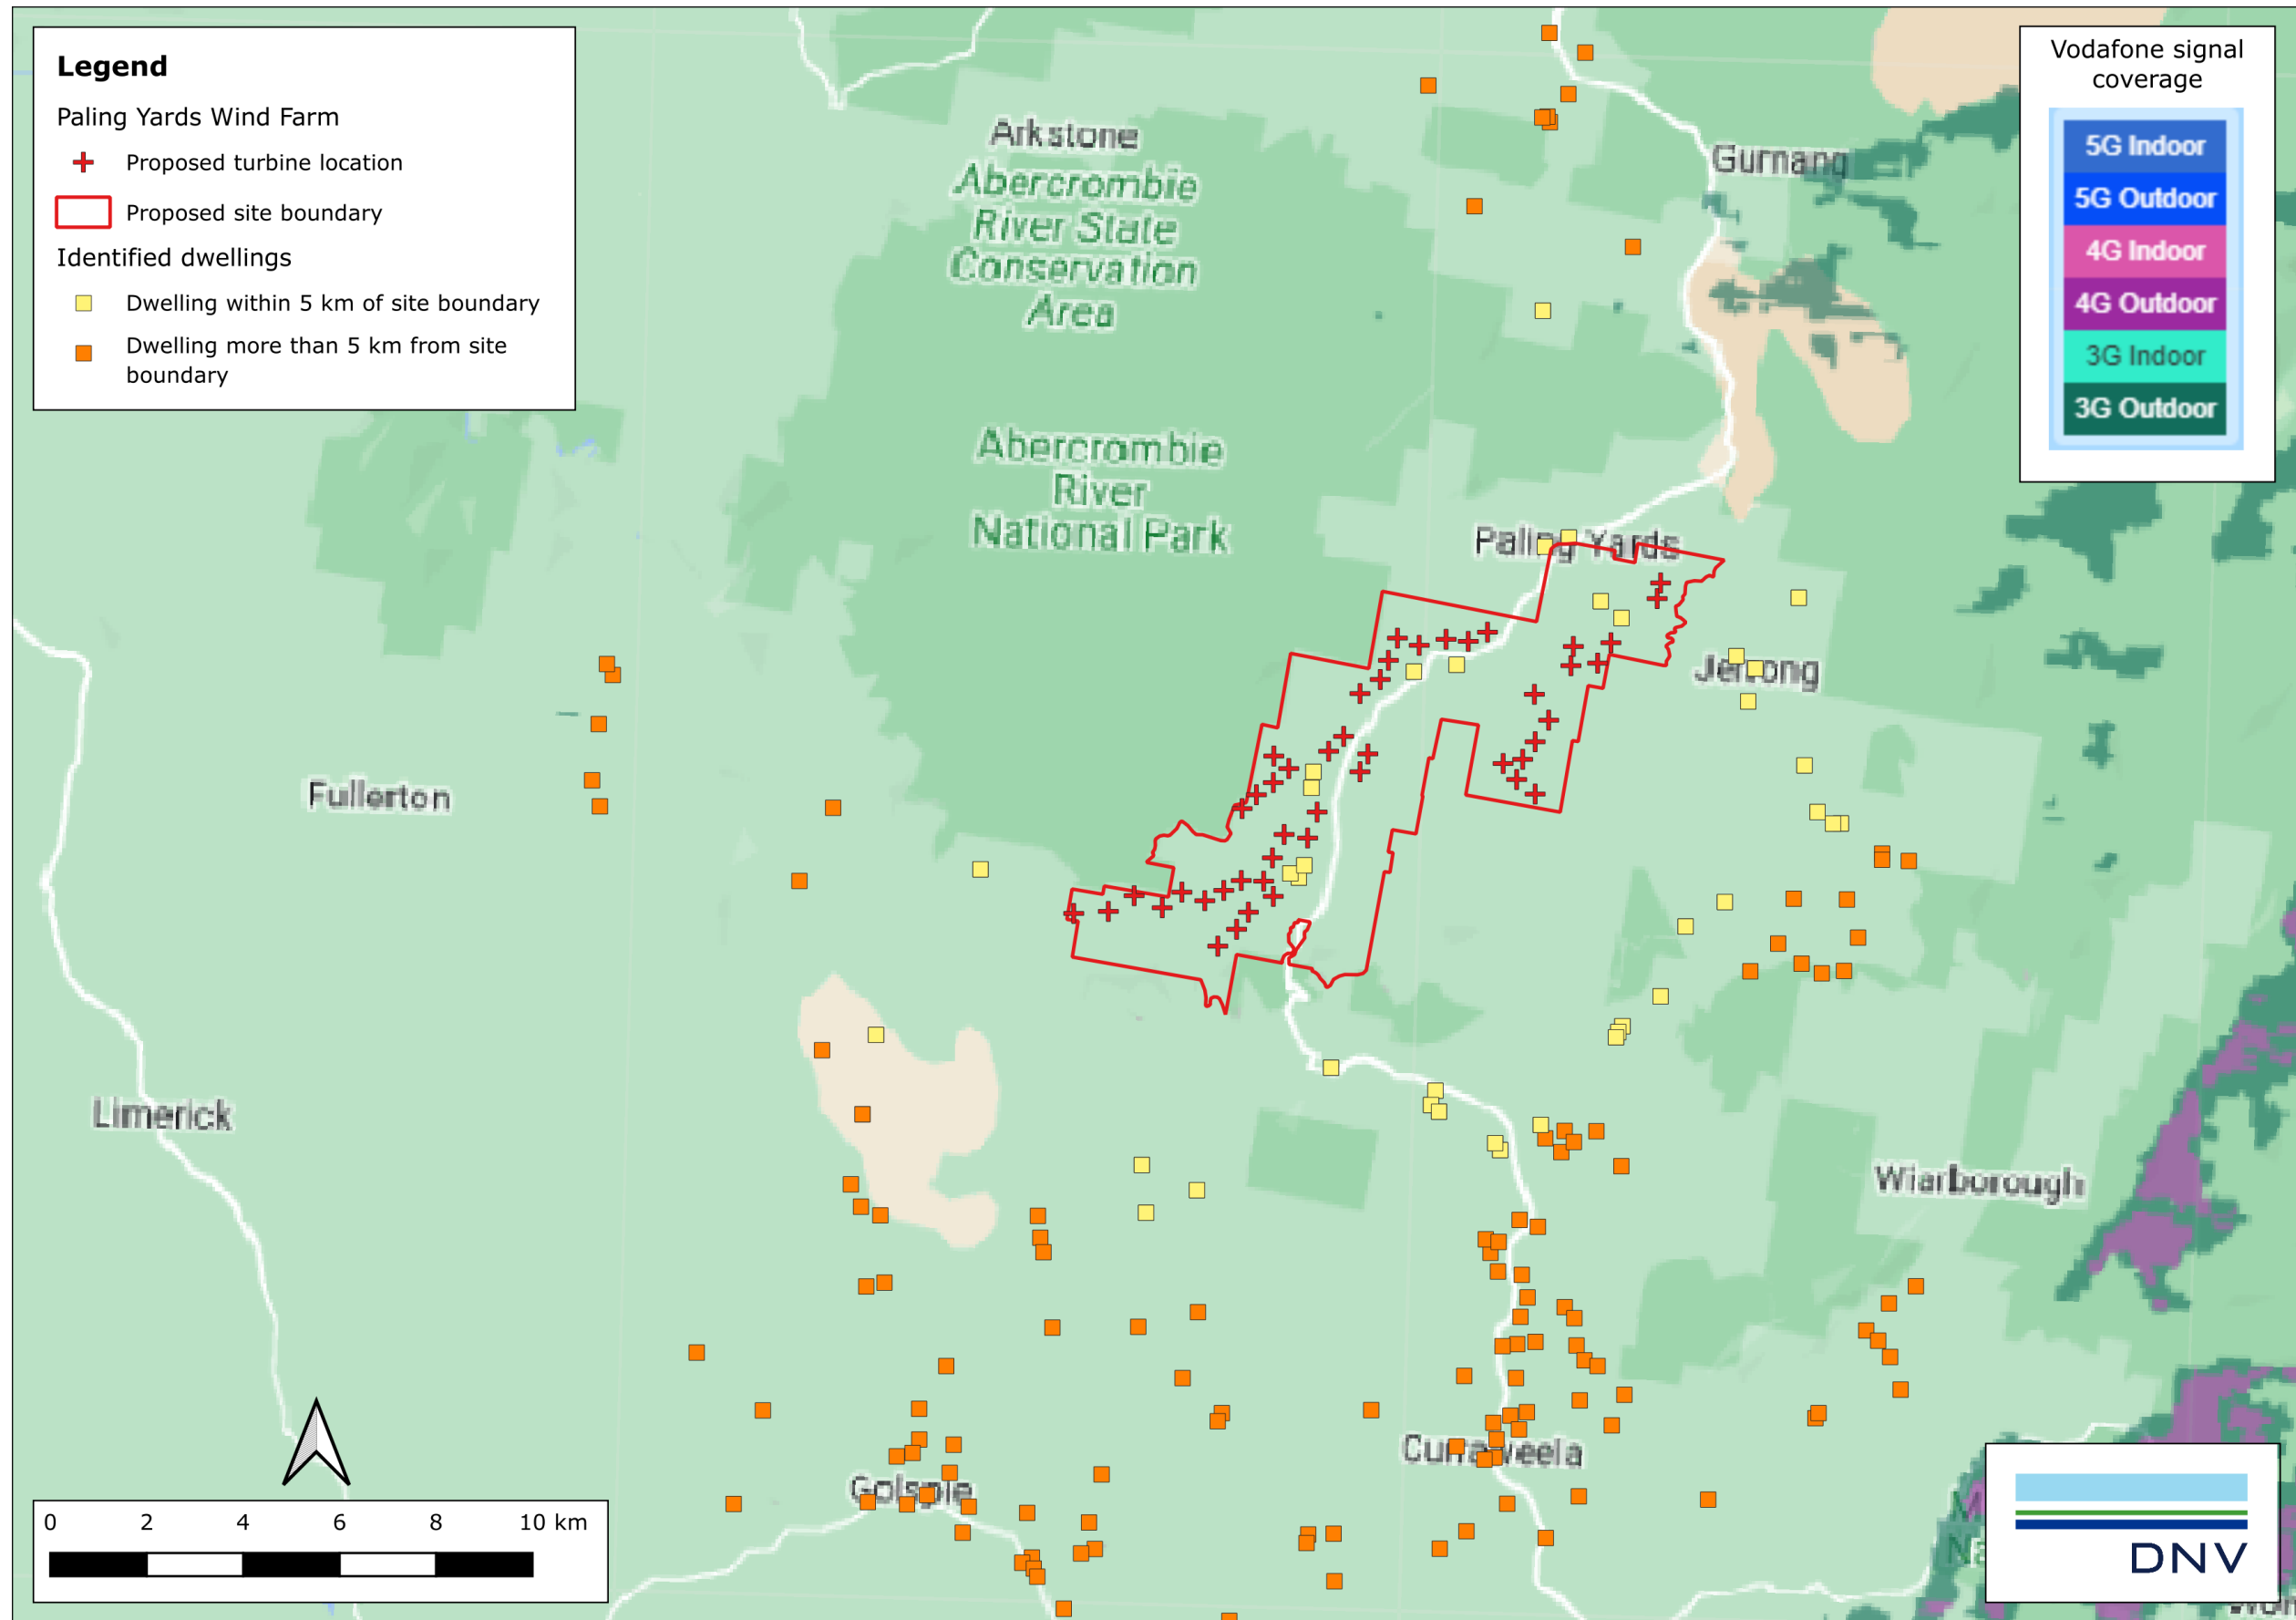 Legend
Paling Yards Wind Farm
Proposed turbine location
Proposed site boundary
Identified dwellings
Dwelling within 5 km of site boundary
Dwelling more than 5 km from site
boundary
Vodafone signal
coverage
5G Indoor
5G Outdoor
4G Indoor
4G Outdoor
3G Indoor
3G Outdoor
Arkstone
Abercrombie
River State
Conservation
Area
Gurnang
Abercrombie
River
National Park
Paling Yards
Jerrong
Fullerton
Limerick
Wiarborough
Curraweela
Golspie
0 2 4 6 8 10 km
DNV